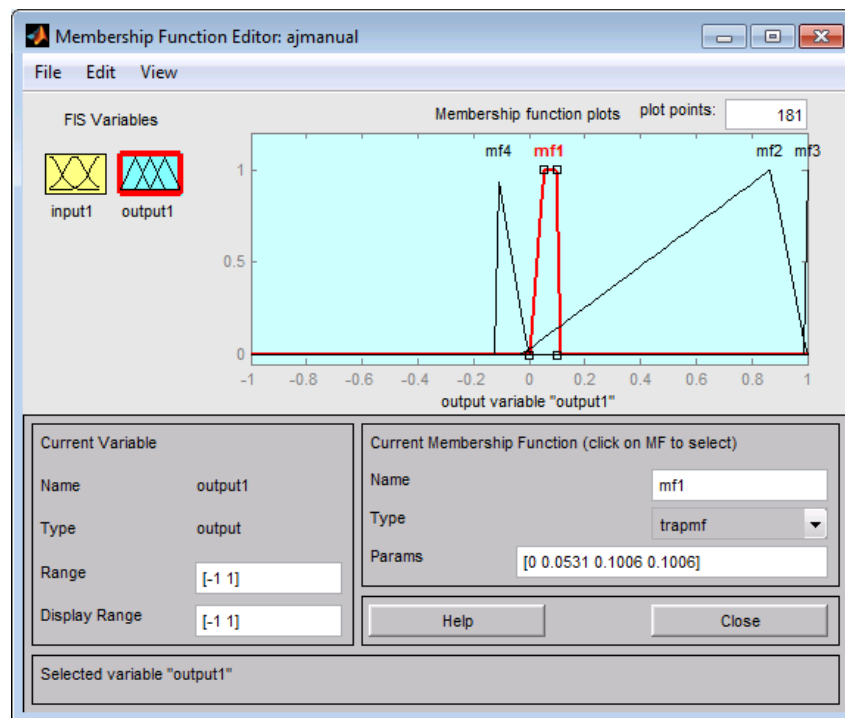 Membership Function Editor: ajmanual
File Edit View
FIS Variables
Membership function plots plot points: 181
mf4 mf1 mf2 mf3
input1 output1
1
0.5
0
-1 -0.8 -0.6 -0.4 -0.2 0 0.2 0.4 0.6 0.8 1
output variable "output1"
Current Variable
Name output1
Type output
Range [-1 1]
Display Range [-1 1]
Current Membership Function (click on MF to select)
Name mf1
Type trapmf
Params [0 0.0531 0.1006 0.1006]
Help Close
Selected variable "output1"